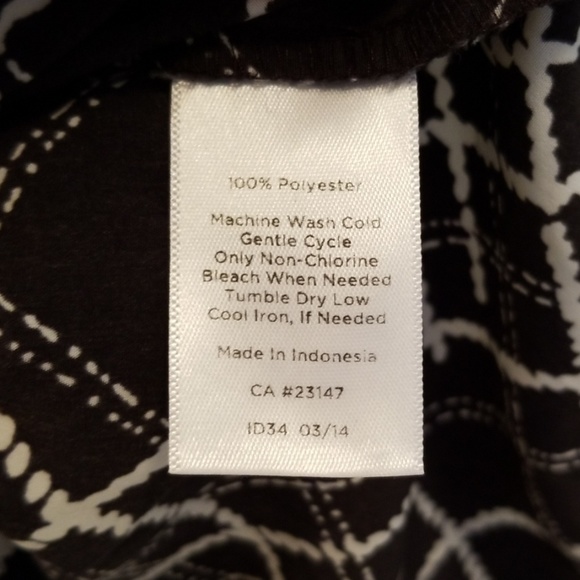 100% Polyester
Machine Wash Cold
Gentle Cycle
Only Non-Chlorine
Bleach When Needed
Tumble Dry Low
Cool Iron, If Needed
Made In Indonesia
CA #23147
ID34 03/14